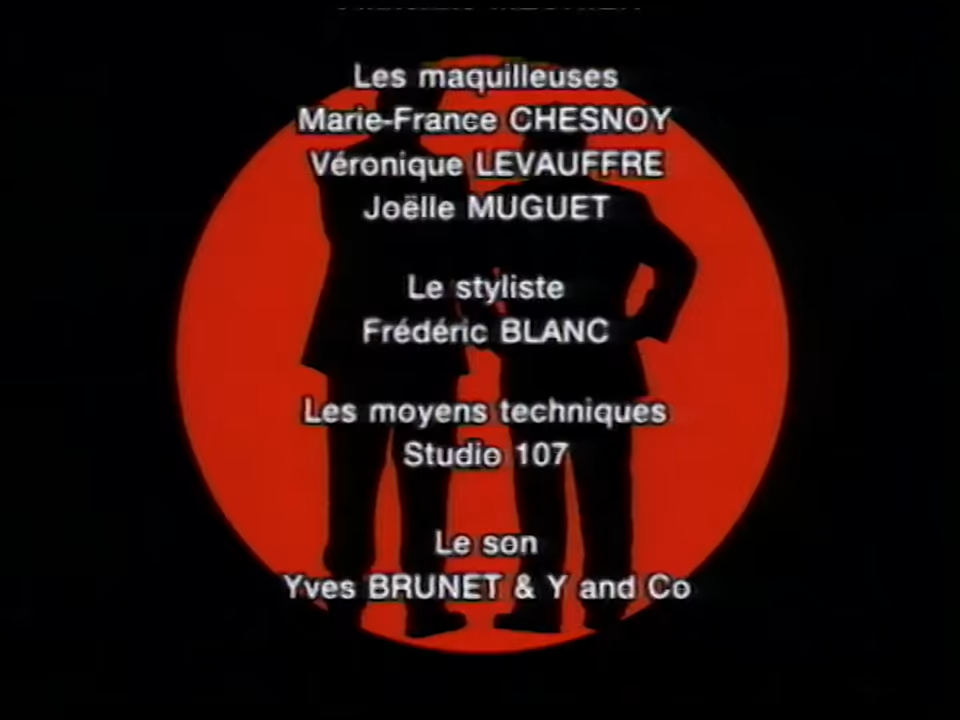 Les maquilleuses
Marie-France CHESNOY
Véronique LEVAUFFRE
Joëlle MUGUET
Le styliste
Frédéric BLANC
Les moyens techniques
Studio 107
Le son
Yves BRUNET & Y and Co